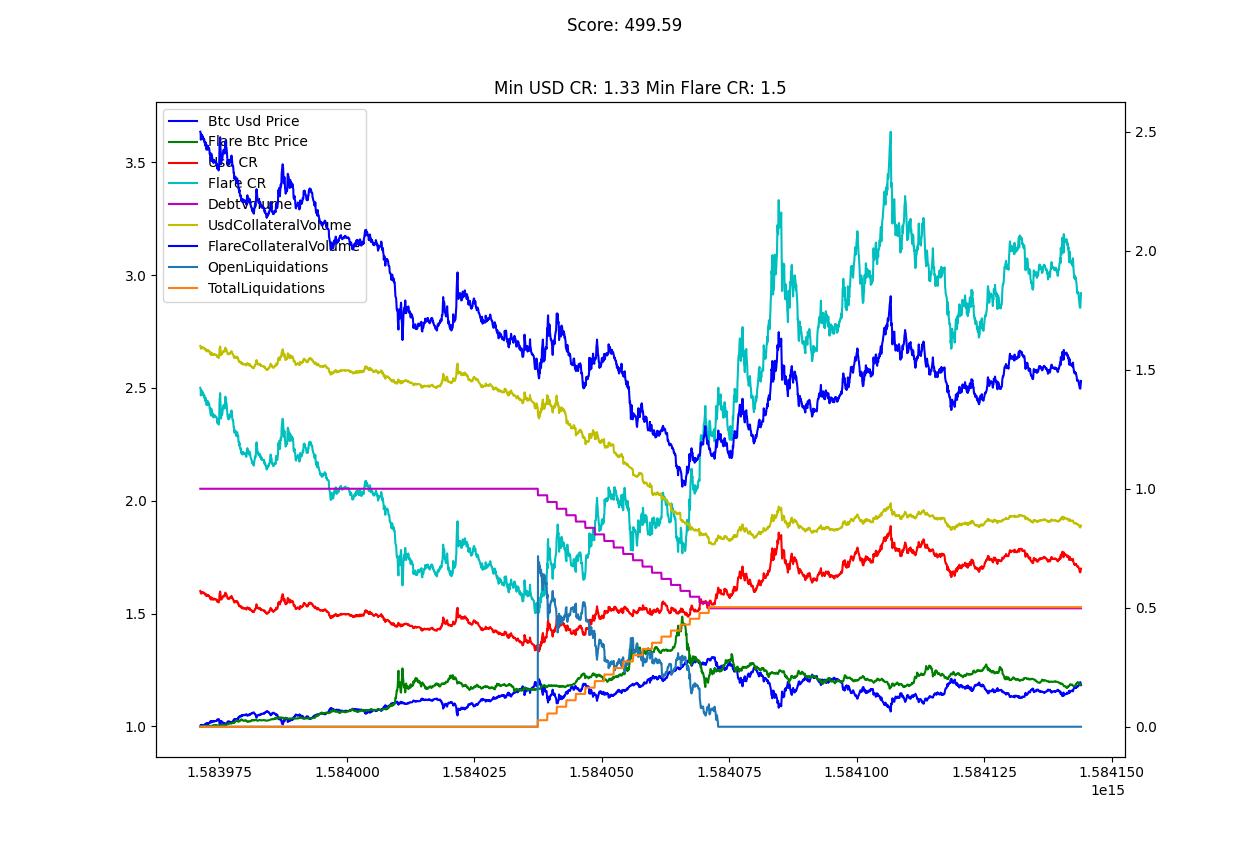 Score: 499.59
Min USD CR: 1.33 Min Flare CR: 1.5
Btc Usd Price
Flare Btc Price
Usd CR
Flare CR
DebtVolume
UsdCollateralVolume
FlareCollateralVolume
OpenLiquidations
TotalLiquidations
3.5
3.0
2.5
2.0
1.5
1.0
2.5
2.0
1.5
1.0
0.5
0.0
1.583975
1.584000
1.584025
1.584050
1.584075
1.584100
1.584125
1.584150
1e15